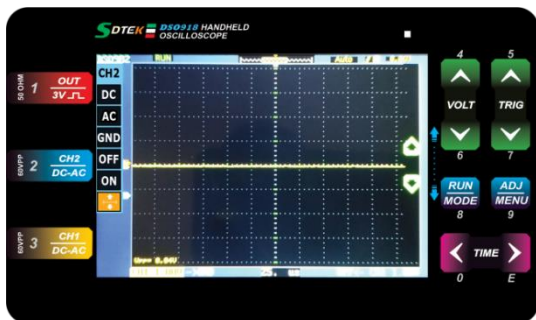 SDTEK DSO918 HANDHELD
OSCILLOSCOPE
RUN
AUTO
CH2
DC
AC
GND
OFF
ON
50 OHM
1
OUT
3V
60VPP
2
CH2
DC-AC
60VPP
3
CH1
DC-AC
4
5
VOLT
TRIG
6
7
RUN
MODE
ADJ
MENU
8
9
TIME
0
E